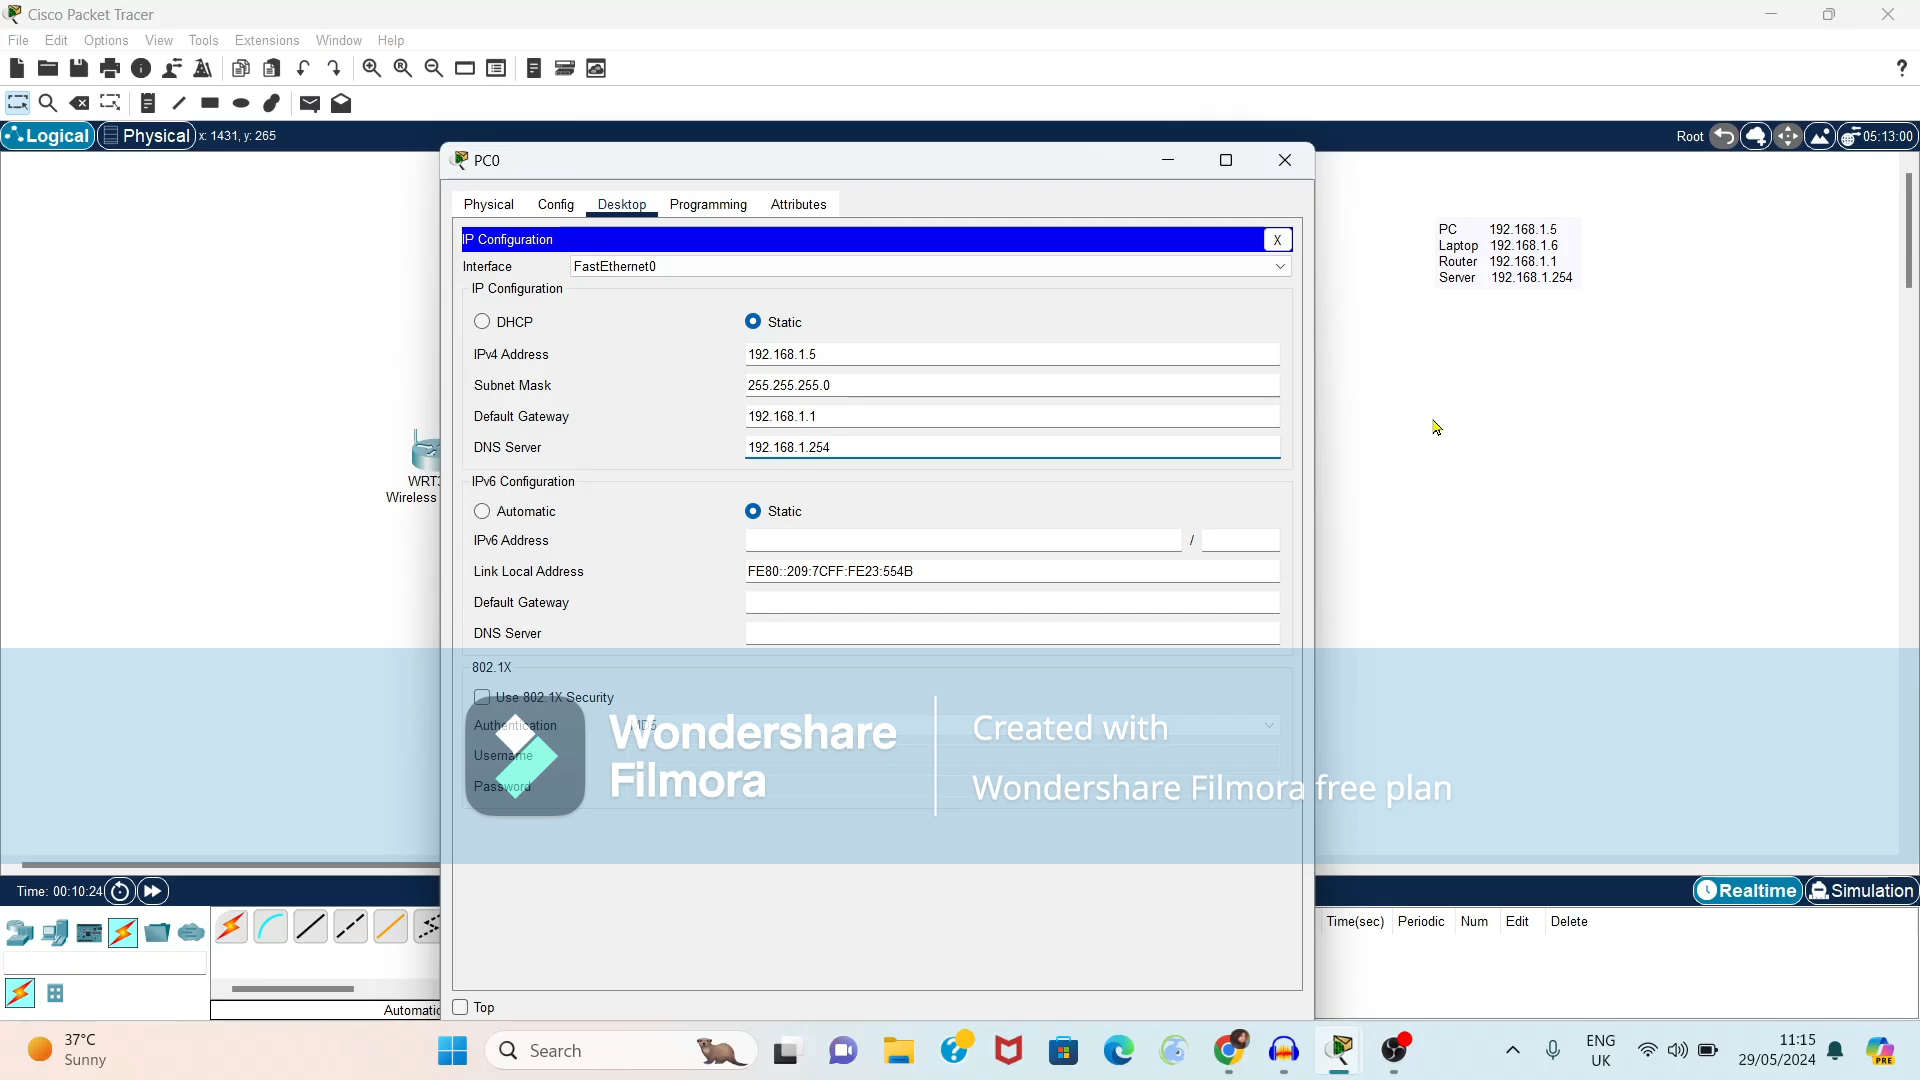 Cisco Packet Tracer
File Edit Options View Tools Extensions Window Help
Logical Physical x: 1431, y: 265 Root 05:13:00
PC0
Physical Config Desktop Programming Attributes
IP Configuration X
Interface FastEthernet0
IP Configuration
DHCP Static
IPv4 Address 192.168.1.5
Subnet Mask 255.255.255.0
Default Gateway 192.168.1.1
DNS Server 192.168.1.254
IPv6 Configuration
Automatic Static
IPv6 Address /
Link Local Address FE80::209:7CFF:FE23:554B
Default Gateway
DNS Server
802.1X
Use 802.1X Security
Authentication MD5
Username
Password
Top
PC 192.168.1.5
Laptop 192.168.1.6
Router 192.168.1.1
Server 192.168.1.254
WRT3
Wireless
Wondershare
Filmora
Created with
Wondershare Filmora free plan
Time: 00:10:24 Realtime Simulation
Time(sec) Periodic Num Edit Delete
Automatic
37°C
Sunny
Search
ENG
UK
11:15
29/05/2024
PRE